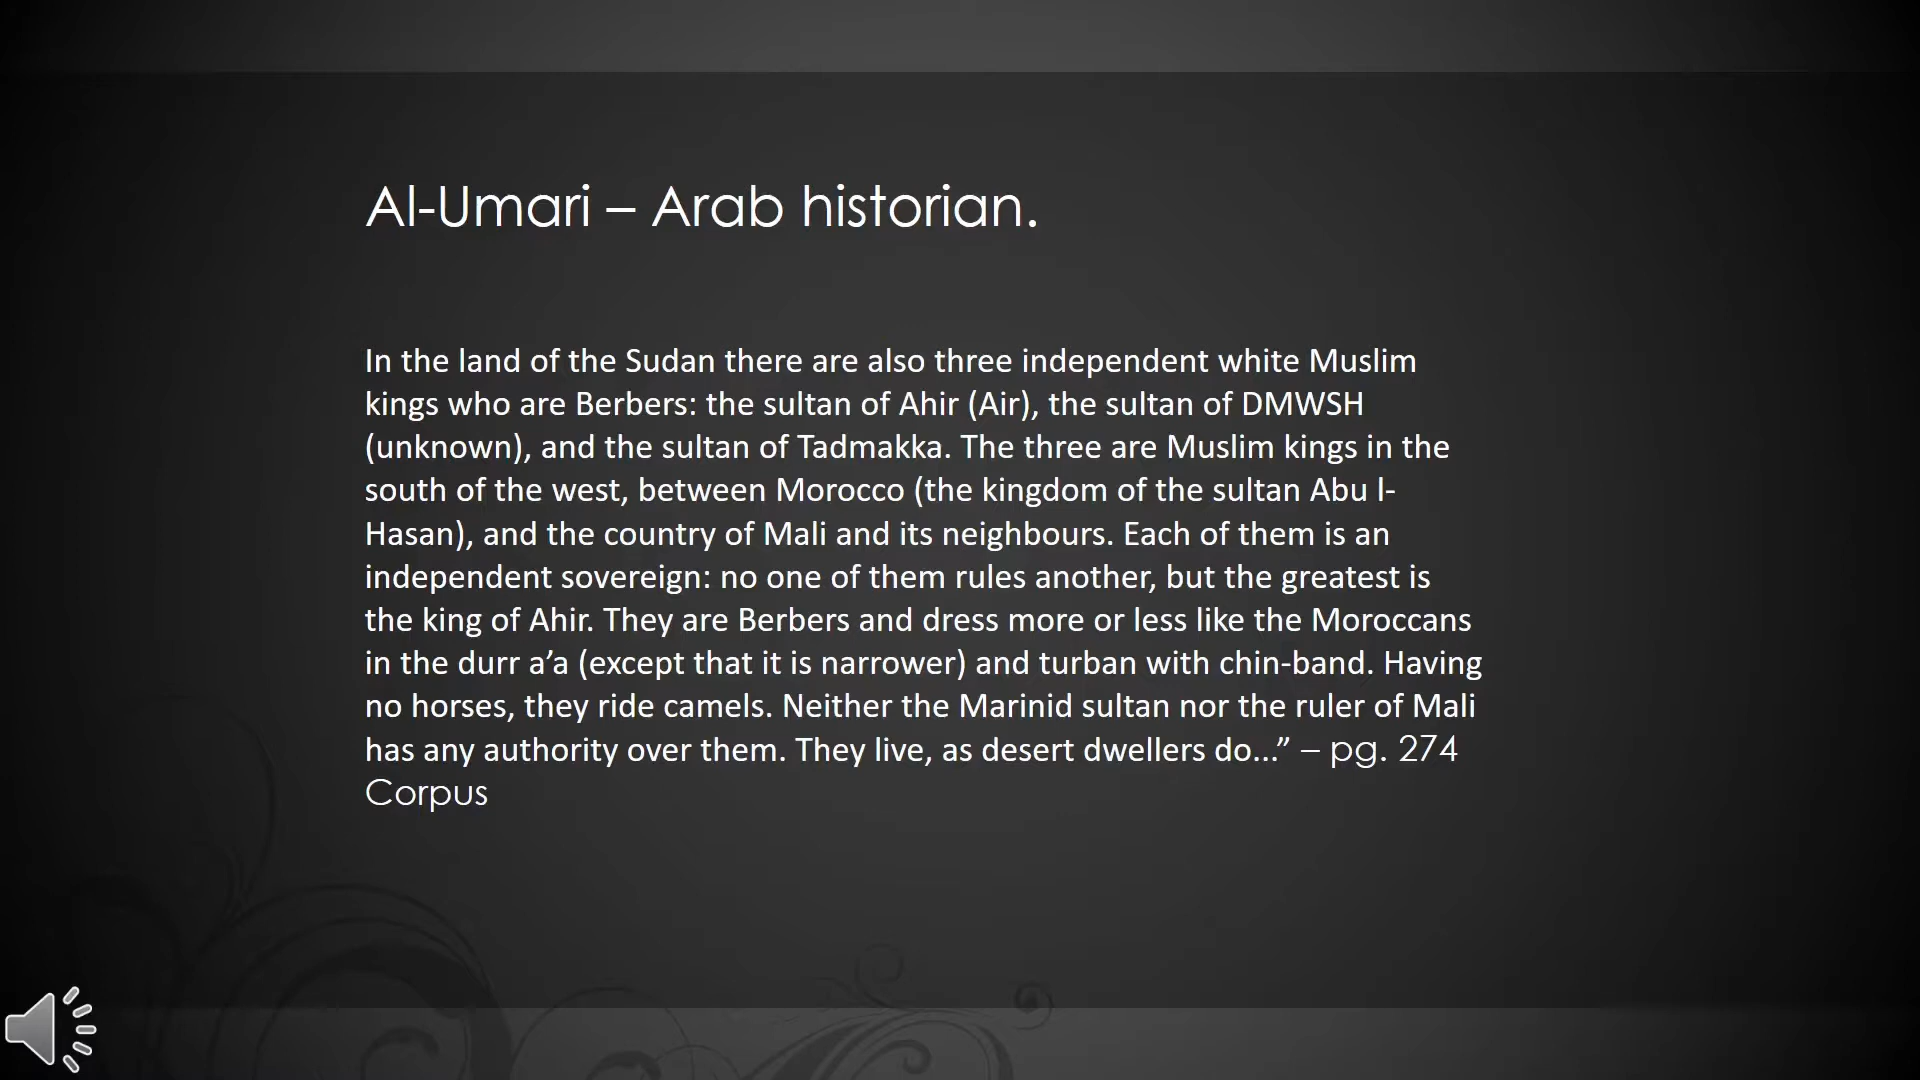 Al-Umari – Arab historian.
In the land of the Sudan there are also three independent white Muslim
kings who are Berbers: the sultan of Ahir (Air), the sultan of DMWSH
(unknown), and the sultan of Tadmakka. The three are Muslim kings in the
south of the west, between Morocco (the kingdom of the sultan Abu l-
Hasan), and the country of Mali and its neighbours. Each of them is an
independent sovereign: no one of them rules another, but the greatest is
the king of Ahir. They are Berbers and dress more or less like the Moroccans
in the durr a’a (except that it is narrower) and turban with chin-band. Having
no horses, they ride camels. Neither the Marinid sultan nor the ruler of Mali
has any authority over them. They live, as desert dwellers do...” – pg. 274
Corpus